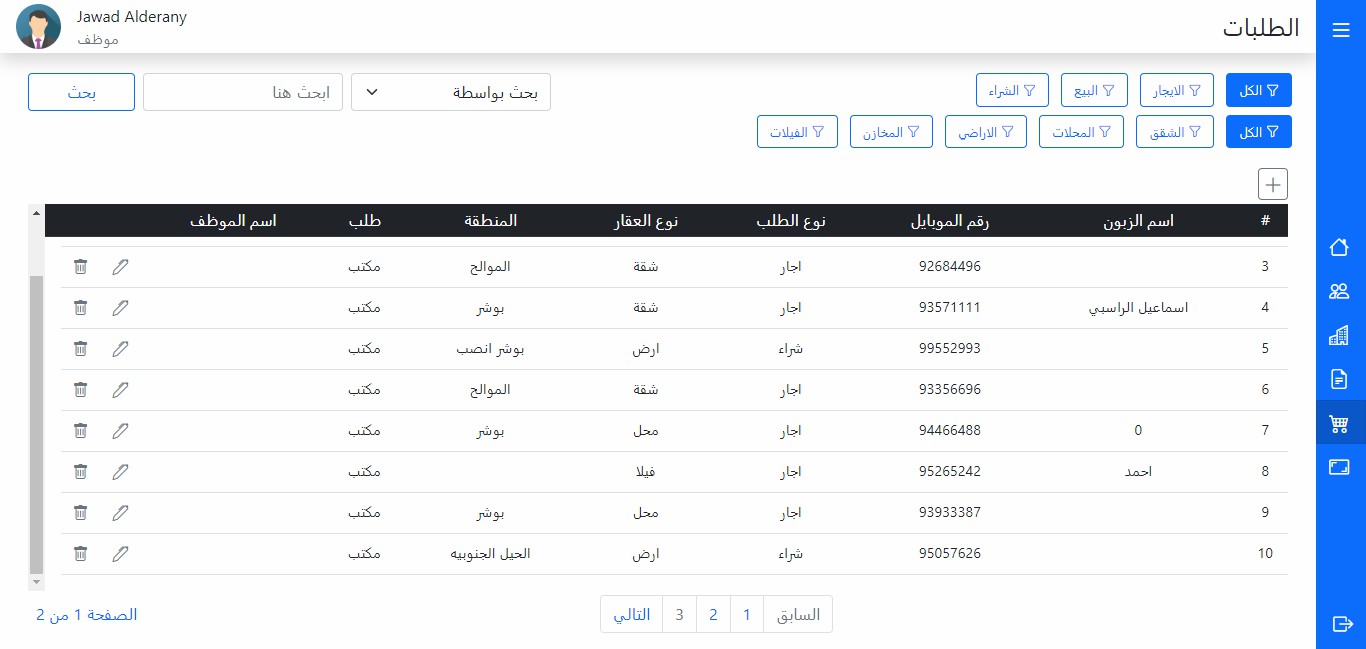 الطلبات
Jawad Alderany
موظف
الكل الايجار البيع الشراء
بحث بواسطة ابحث هنا بحث
الكل الشقق المحلات الاراضي المخازن الفيلات
# اسم الزبون رقم الموبايل نوع الطلب نوع العقار المنطقة طلب اسم الموظف
3 92684496 اجار شقة الموالح مكتب
4 اسماعيل الراسبي 93571111 اجار شقة بوشر مكتب
5 99552993 شراء ارض بوشر انصب مكتب
6 93356696 اجار شقة الموالح مكتب
7 0 94466488 اجار محل بوشر مكتب
8 احمد 95265242 اجار فيلا مكتب
9 93933387 اجار محل بوشر مكتب
10 95057626 شراء ارض الحيل الجنوبيه مكتب
السابق 1 2 3 التالي
الصفحة 1 من 2